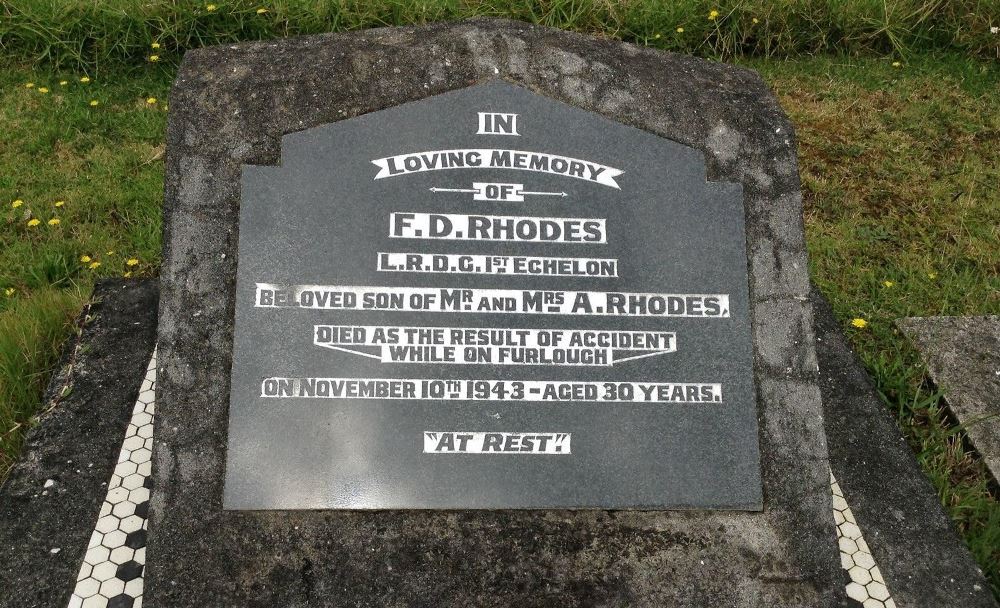 IN
LOVING MEMORY
OF
F.D. RHODES
L.R.D.G. 1ST ECHELON
BELOVED SON OF MR. AND MRS A. RHODES,
DIED AS THE RESULT OF ACCIDENT
WHILE ON FURLOUGH
ON NOVEMBER 10TH 1943 - AGED 30 YEARS.
"AT REST".